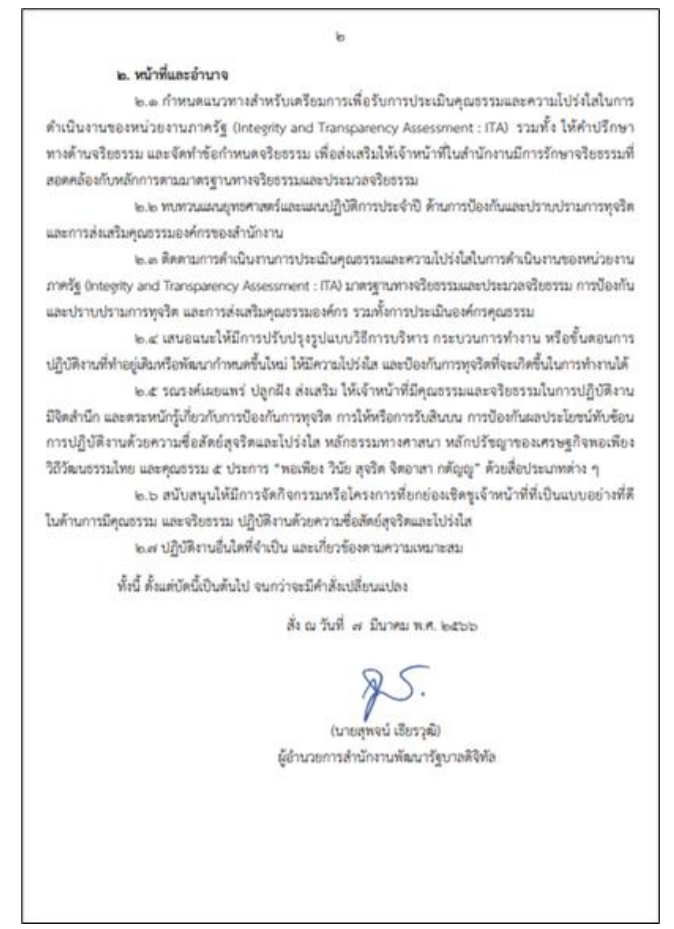 ๒
๒. หน้าที่และอำนาจ
๒.๑ กำหนดแนวทางสำหรับเตรียมการเพื่อรับการประเมินคุณธรรมและความโปร่งใสในการ
ดำเนินงานของหน่วยงานภาครัฐ (Integrity and Transparency Assessment : ITA) รวมทั้ง ให้คำปรึกษา
ทางด้านจริยธรรม และจัดทำข้อกำหนดจริยธรรม เพื่อส่งเสริมให้เจ้าหน้าที่ในสำนักงานมีการรักษาจริยธรรมที่
สอดคล้องกับหลักการตามมาตรฐานทางจริยธรรมและประมวลจริยธรรม
๒.๒ ทบทวนแผนยุทธศาสตร์และแผนปฏิบัติการประจำปี ด้านการป้องกันและปราบปรามการทุจริต
และการส่งเสริมคุณธรรมองค์กรของสำนักงาน
๒.๓ ติดตามการดำเนินงานการประเมินคุณธรรมและความโปร่งใสในการดำเนินงานของหน่วยงาน
ภาครัฐ (Integrity and Transparency Assessment : ITA) มาตรฐานทางจริยธรรมและประมวลจริยธรรม การป้องกัน
และปราบปรามการทุจริต และการส่งเสริมคุณธรรมองค์กร รวมทั้งการประเมินองค์กรคุณธรรม
๒.๔ เสนอแนะให้มีการปรับปรุงรูปแบบวิธีการบริหาร กระบวนการทำงาน หรือขั้นตอนการ
ปฏิบัติงานที่ทำอยู่เดิมหรือพัฒนากำหนดขึ้นใหม่ ให้มีความโปร่งใส และป้องกันการทุจริตที่จะเกิดขึ้นในการทำงานได้
๒.๕ รณรงค์เผยแพร่ ปลูกฝัง ส่งเสริม ให้เจ้าหน้าที่มีคุณธรรมและจริยธรรมในการปฏิบัติงาน
มีจิตสำนึก และตระหนักรู้เกี่ยวกับการป้องกันการทุจริต การให้หรือการรับสินบน การป้องกันผลประโยชน์ทับซ้อน
การปฏิบัติงานด้วยความซื่อสัตย์สุจริตและโปร่งใส หลักธรรมทางศาสนา หลักปรัชญาของเศรษฐกิจพอเพียง
วิถีวัฒนธรรมไทย และคุณธรรม ๕ ประการ "พอเพียง วินัย สุจริต จิตอาสา กตัญญู" ด้วยสื่อประเภทต่าง ๆ
๒.๖ สนับสนุนให้มีการจัดกิจกรรมหรือโครงการที่ยกย่องเชิดชูเจ้าหน้าที่ที่เป็นแบบอย่างที่ดี
ในด้านการมีคุณธรรม และจริยธรรม ปฏิบัติงานด้วยความซื่อสัตย์สุจริตและโปร่งใส
๒.๗ ปฏิบัติงานอื่นใดที่จำเป็น และเกี่ยวข้องตามความเหมาะสม
ทั้งนี้ ตั้งแต่บัดนี้เป็นต้นไป จนกว่าจะมีคำสั่งเปลี่ยนแปลง
สั่ง ณ วันที่ ๗ มีนาคม พ.ศ. ๒๕๖๖
(นายสุพจน์ เธียรวุฒิ)
ผู้อำนวยการสำนักงานพัฒนารัฐบาลดิจิทัล